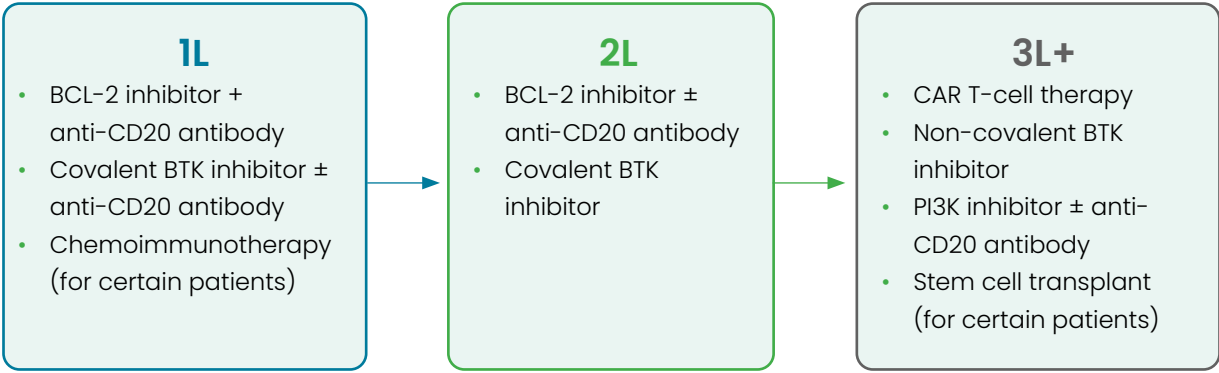 1L
• BCL-2 inhibitor +
anti-CD20 antibody
• Covalent BTK inhibitor ±
anti-CD20 antibody
• Chemoimmunotherapy
(for certain patients)
2L
• BCL-2 inhibitor ±
anti-CD20 antibody
• Covalent BTK
inhibitor
3L+
• CAR T-cell therapy
• Non-covalent BTK
inhibitor
• PI3K inhibitor ± anti-
CD20 antibody
• Stem cell transplant
(for certain patients)